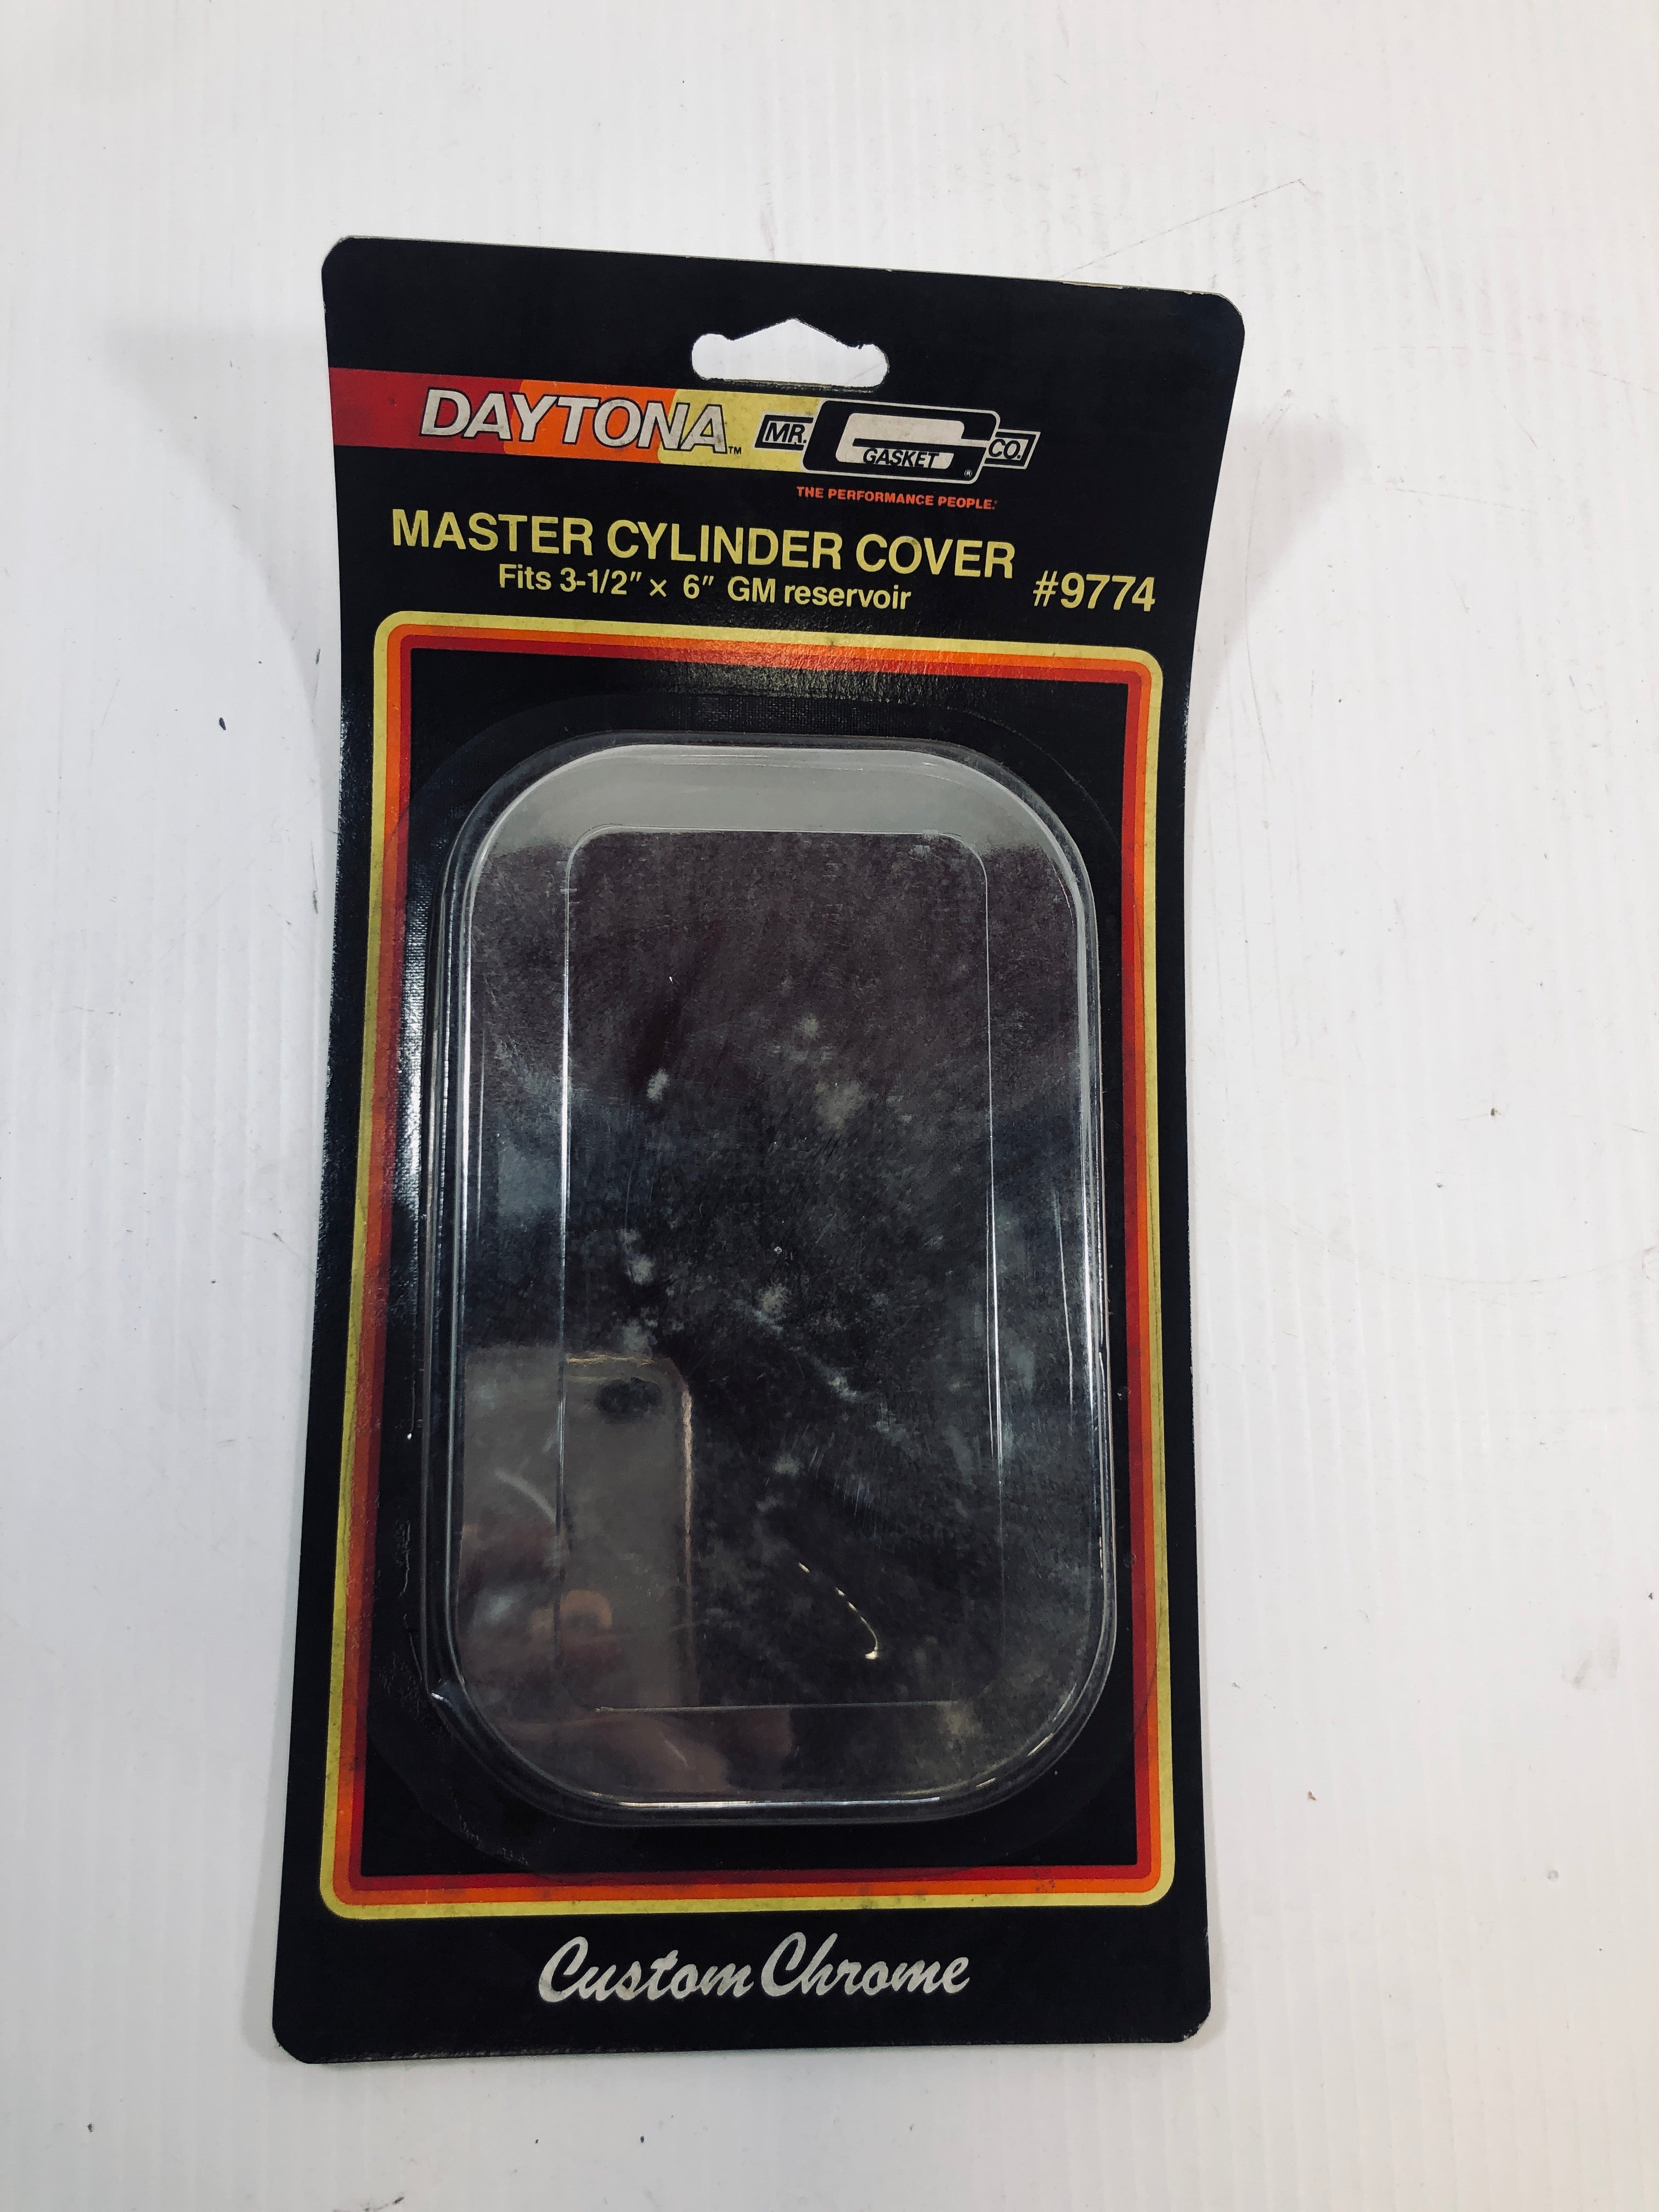 DAYTONA™ MR. GASKET CO.
THE PERFORMANCE PEOPLE.®
MASTER CYLINDER COVER
Fits 3-1/2" × 6" GM reservoir #9774
Custom Chrome